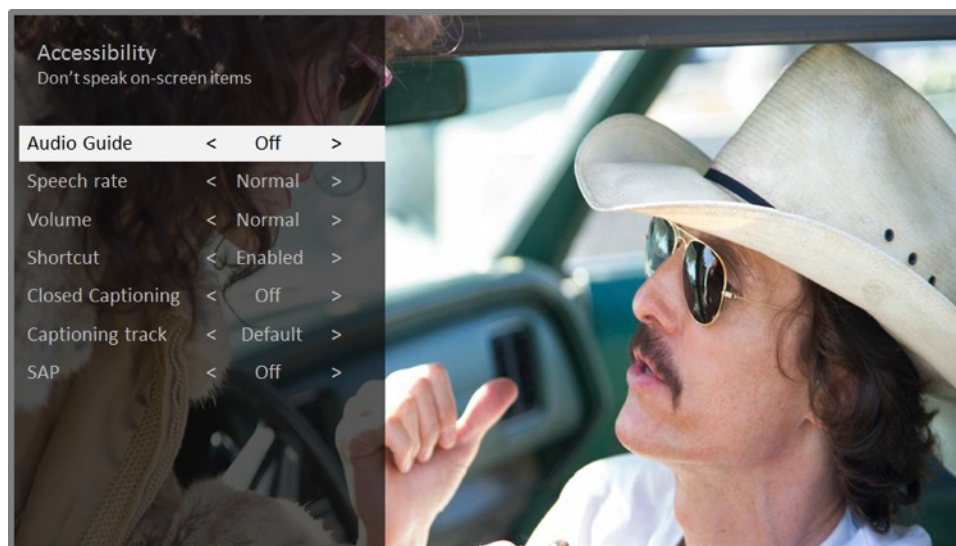 Accessibility
Don't speak on-screen items
Audio Guide < Off >
Speech rate < Normal >
Volume < Normal >
Shortcut < Enabled >
Closed Captioning < Off >
Captioning track < Default >
SAP < Off >